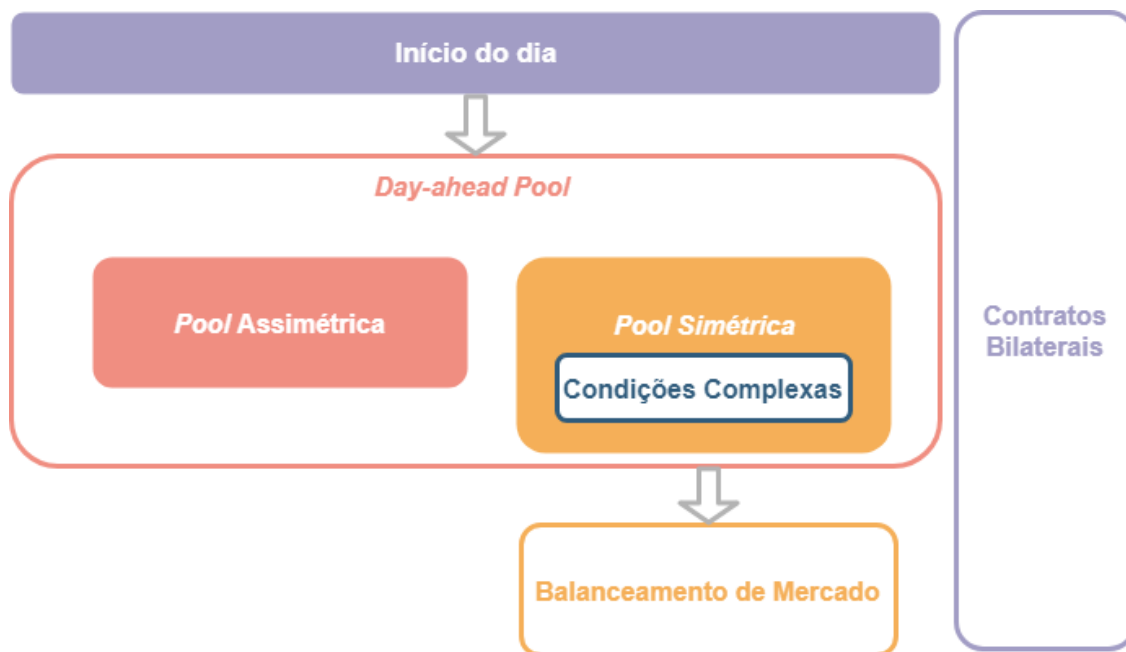 Início do dia
Day-ahead Pool
Pool Assimétrica
Pool Simétrica
Condições Complexas
Contratos
Bilaterais
Balanceamento de Mercado